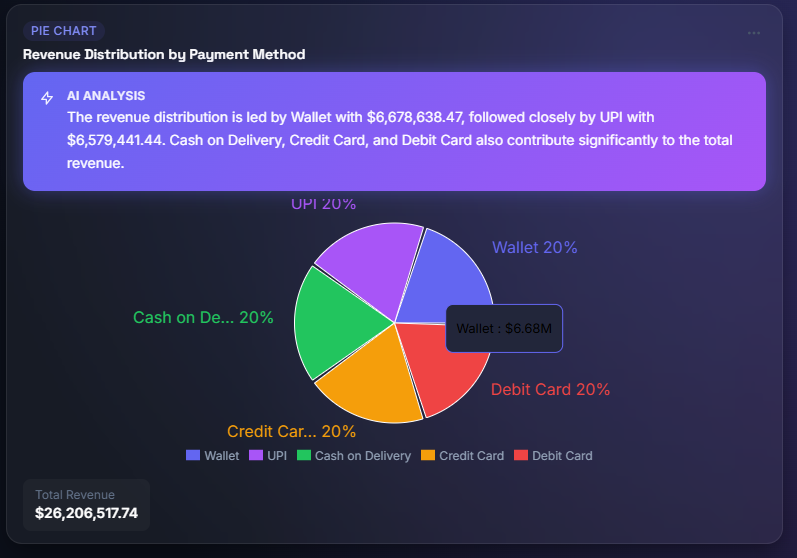 PIE CHART
...
Revenue Distribution by Payment Method
AI ANALYSIS
The revenue distribution is led by Wallet with $6,678,638.47, followed closely by UPI with
$6,579,441.44. Cash on Delivery, Credit Card, and Debit Card also contribute significantly to the total
revenue.
UPI 20%
Wallet 20%
Cash on De... 20%
Wallet : $6.68M
Debit Card 20%
Credit Car... 20%
Wallet UPI Cash on Delivery Credit Card Debit Card
Total Revenue
$26,206,517.74